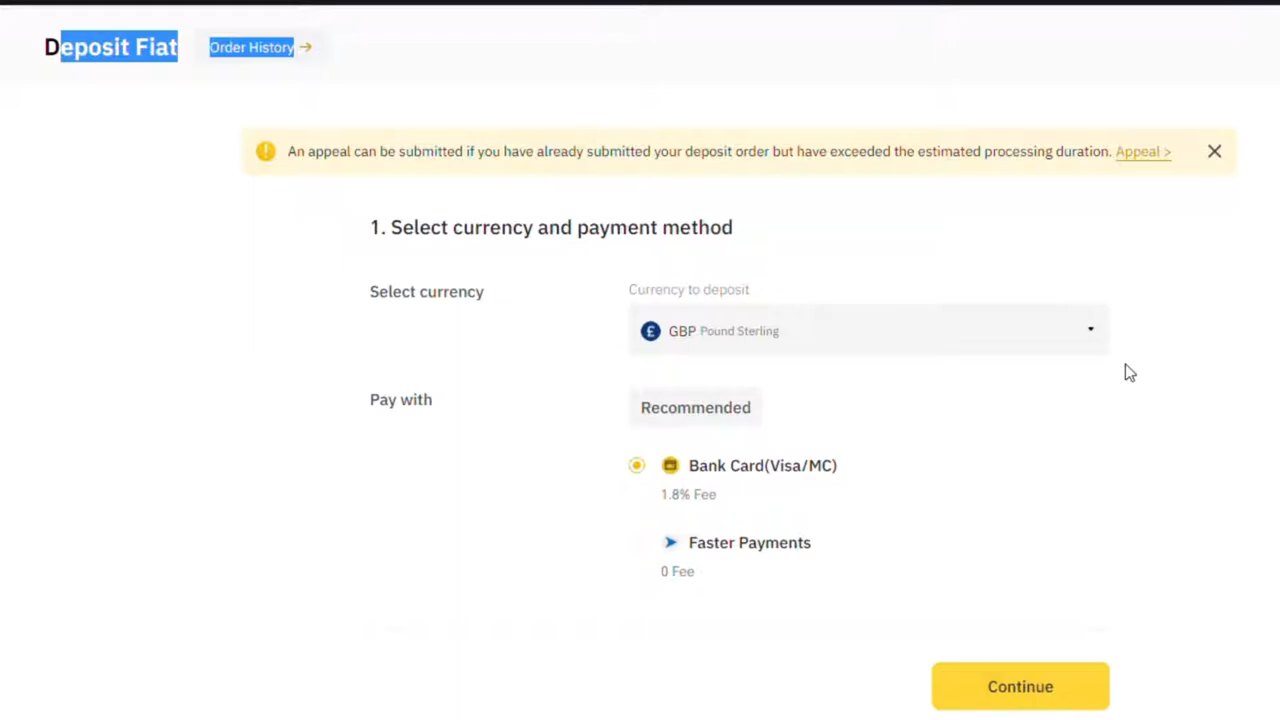 Deposit Fiat
Order History →
An appeal can be submitted if you have already submitted your deposit order but have exceeded the estimated processing duration. Appeal >
1. Select currency and payment method
Select currency
Currency to deposit
£ GBP Pound Sterling
Pay with
Recommended
Bank Card(Visa/MC)
1.8% Fee
Faster Payments
0 Fee
Continue